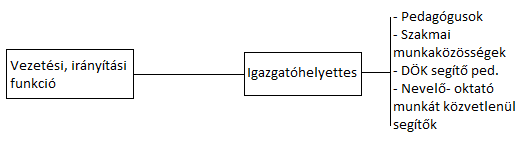 Vezetési, irányítási
funkció
Igazgatóhelyettes
- Pedagógusok
- Szakmai
munkaközösségek
- DÖK segítő ped.
- Nevelő- oktató
munkát közvetlenül
segítők